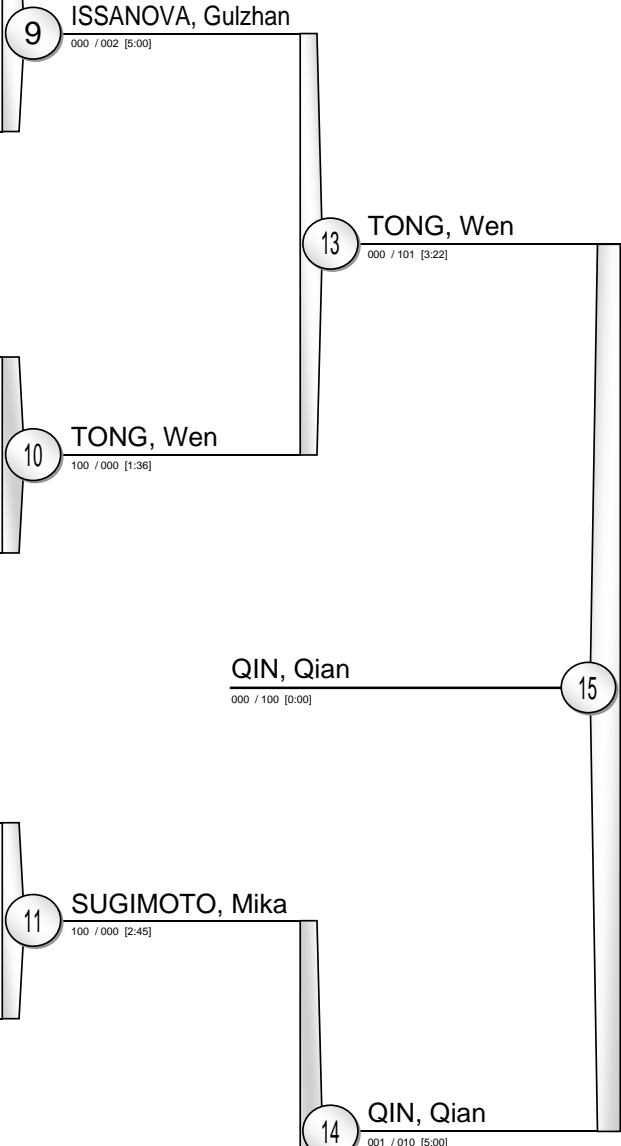 9
ISSANOVA, Gulzhan
000 / 002 [5:00]
13
TONG, Wen
000 / 101 [3:22]
10
TONG, Wen
100 / 000 [1:36]
QIN, Qian
000 / 100 [0:00]
15
11
SUGIMOTO, Mika
100 / 000 [2:45]
14
QIN, Qian
001 / 010 [5:00]